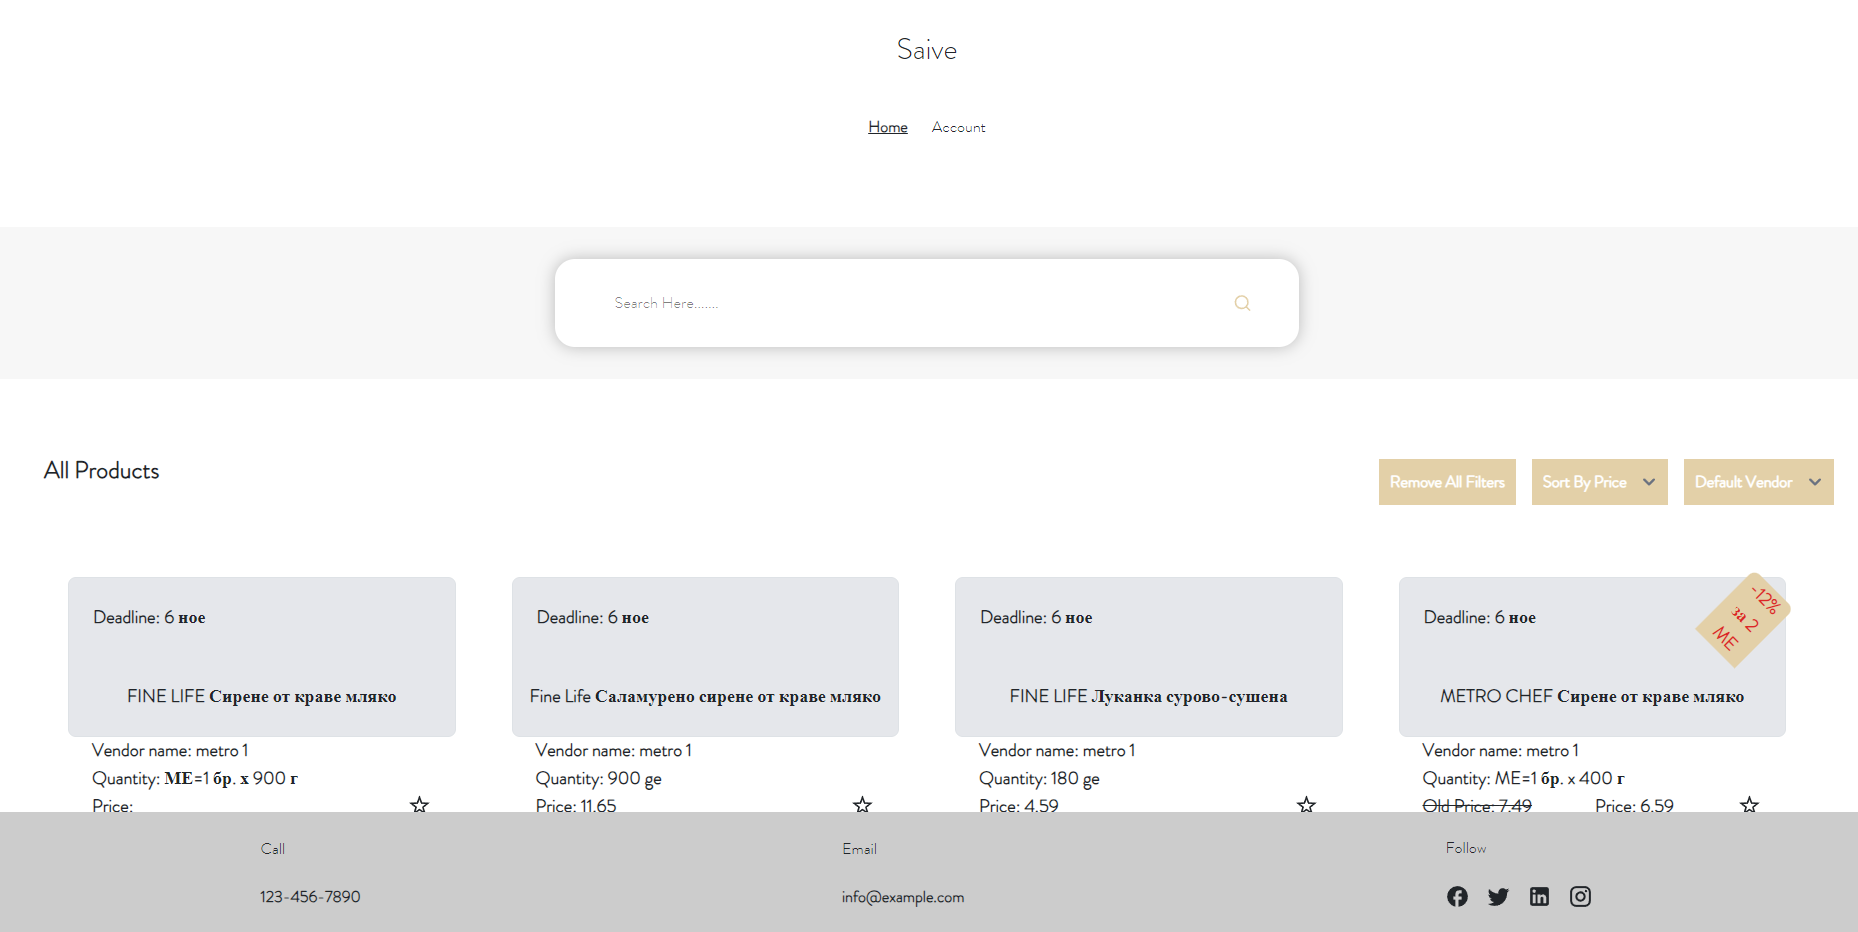 Saive
Home Account
Search Here.......
All Products
Remove All Filters
Sort By Price
Default Vendor
Deadline: 6 ное
FINE LIFE Сирене от краве мляко
Vendor name: metro 1
Quantity: ME=1 бр. x 900 г
Price:
Deadline: 6 ное
Fine Life Саламурено сирене от краве мляко
Vendor name: metro 1
Quantity: 900 ge
Price: 11.65
Deadline: 6 ное
FINE LIFE Луканка сурово-сушена
Vendor name: metro 1
Quantity: 180 ge
Price: 4.59
-12%
за 2
ME
Deadline: 6 ное
METRO CHEF Сирене от краве мляко
Vendor name: metro 1
Quantity: ME=1 бр. x 400 г
Old Price: 7.49 Price: 6.59
Call
123-456-7890
Email
info@example.com
Follow